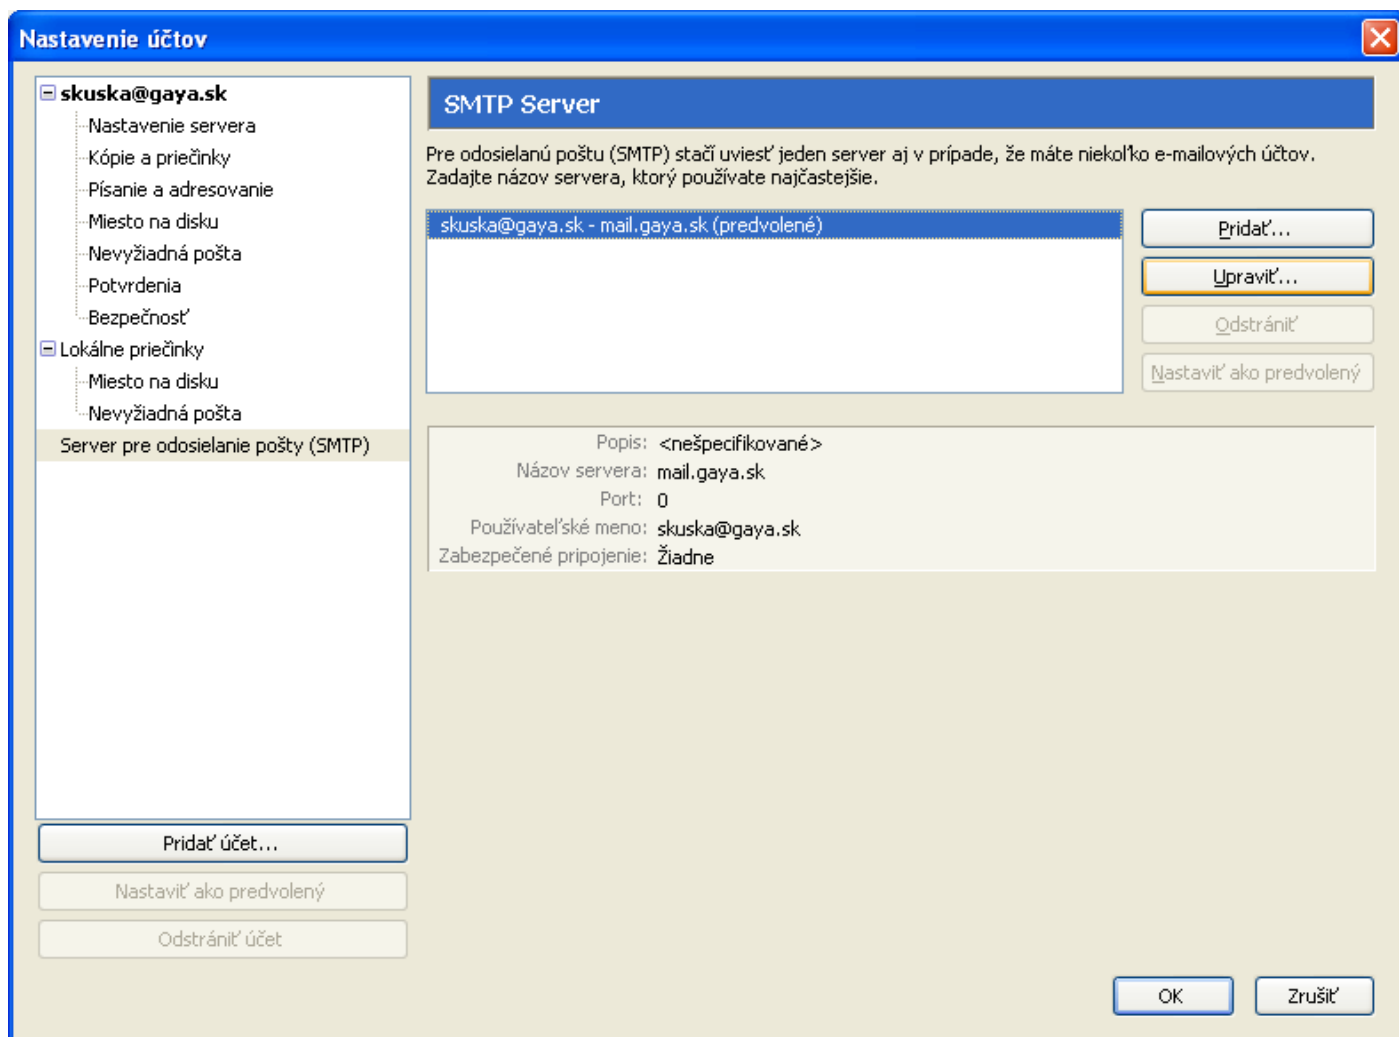 Nastavenie účtov
skuska@gaya.sk
Nastavenie servera
Kópie a priečinky
Písanie a adresovanie
Miesto na disku
Nevyžiadná pošta
Potvrdenia
Bezpečnosť
Lokálne priečinky
Miesto na disku
Nevyžiadná pošta
Server pre odosielanie pošty (SMTP)
Pridať účet...
Nastaviť ako predvolený
Odstrániť účet
SMTP Server
Pre odosielanú poštu (SMTP) stačí uviesť jeden server aj v prípade, že máte niekoľko e-mailových účtov.
Zadajte názov servera, ktorý používate najčastejšie.
skuska@gaya.sk - mail.gaya.sk (predvolené)
Pridať...
Upraviť...
Odstrániť
Nastaviť ako predvolený
Popis: <nešpecifikované>
Názov servera: mail.gaya.sk
Port: 0
Používateľské meno: skuska@gaya.sk
Zabezpečené pripojenie: Žiadne
OK
Zrušiť